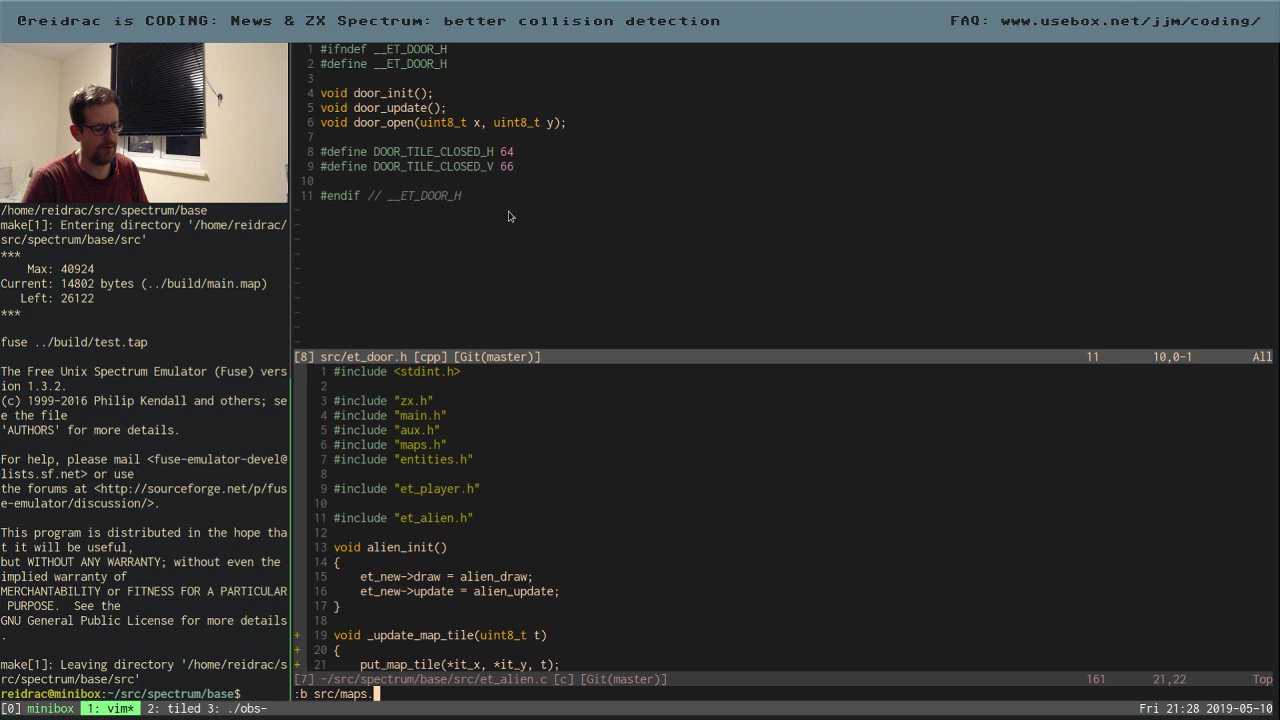 @reidrac is CODING: News & ZX Spectrum: better collision detection
FAQ: www.usebox.net/jjm/coding/
/home/reidrac/src/spectrum/base
make[1]: Entering directory '/home/reidrac/
src/spectrum/base/src'
***
Max: 40924
Current: 14802 bytes (../build/main.map)
Left: 26122
***
fuse ../build/test.tap
The Free Unix Spectrum Emulator (Fuse) vers
ion 1.3.2.
(c) 1999-2016 Philip Kendall and others; se
e the file
'AUTHORS' for more details.
For help, please mail <fuse-emulator-devel@
lists.sf.net> or use
the forums at <http://sourceforge.net/p/fus
e-emulator/discussion/>.
This program is distributed in the hope tha
t it will be useful,
but WITHOUT ANY WARRANTY; without even the
implied warranty of
MERCHANTABILITY or FITNESS FOR A PARTICULAR
PURPOSE.  See the
GNU General Public License for more details
.
make[1]: Leaving directory '/home/reidrac/s
rc/spectrum/base/src'
reidrac@minibox:~/src/spectrum/base$
1 #ifndef __ET_DOOR_H
2 #define __ET_DOOR_H
3
4 void door_init();
5 void door_update();
6 void door_open(uint8_t x, uint8_t y);
7
8 #define DOOR_TILE_CLOSED_H 64
9 #define DOOR_TILE_CLOSED_V 66
10
11 #endif // __ET_DOOR_H
~
~
~
~
~
~
~
~
~
~
[8] src/et_door.h [cpp] [Git(master)] 11 10,0-1 All
1 #include <stdint.h>
2
3 #include "zx.h"
4 #include "main.h"
5 #include "aux.h"
6 #include "maps.h"
7 #include "entities.h"
8
9 #include "et_player.h"
10
11 #include "et_alien.h"
12
13 void alien_init()
14 {
15     et_new->draw = alien_draw;
16     et_new->update = alien_update;
17 }
18
+ 19 void _update_map_tile(uint8_t t)
+ 20 {
+ 21     put_map_tile(*it_x, *it_y, t);
[7] ~/src/spectrum/base/src/et_alien.c [c] [Git(master)] 161 21,22 Top
:b src/maps.
[0] minibox 1: vim* 2: tiled 3: ./obs- Fri 21:28 2019-05-10